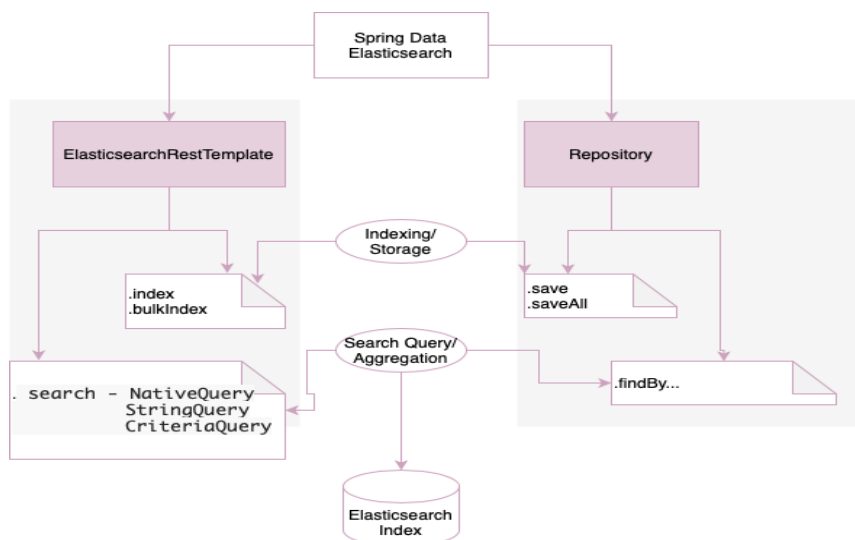 Spring Data
Elasticsearch
ElasticsearchRestTemplate
Repository
Indexing/
Storage
.index
.bulkIndex
.save
.saveAll
Search Query/
Aggregation
. search - NativeQuery
StringQuery
CriteriaQuery
.findBy...
Elasticsearch
Index